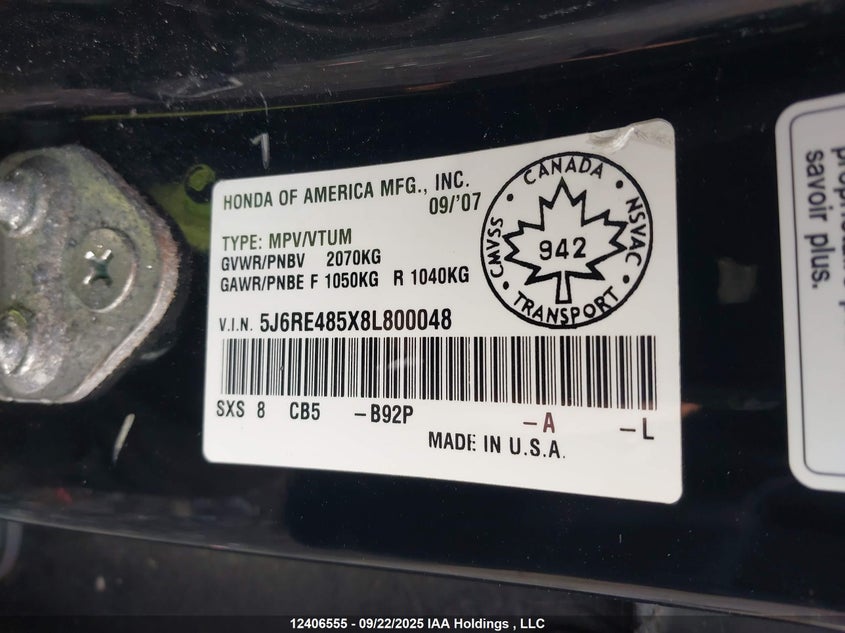 HONDA OF AMERICA MFG., INC.
09/'07
TYPE: MPV/VTUM
GVWR/PNBV 2070KG
GAWR/PNBE F 1050KG R 1040KG
V.I.N. 5J6RE485X8L800048
SXS 8 CB5 -B92P -A -L
MADE IN U.S.A.
CANADA
CMVSS
NSVAC
942
TRANSPORT
savoir plus.
1
12406555 - 09/22/2025 IAA Holdings , LLC